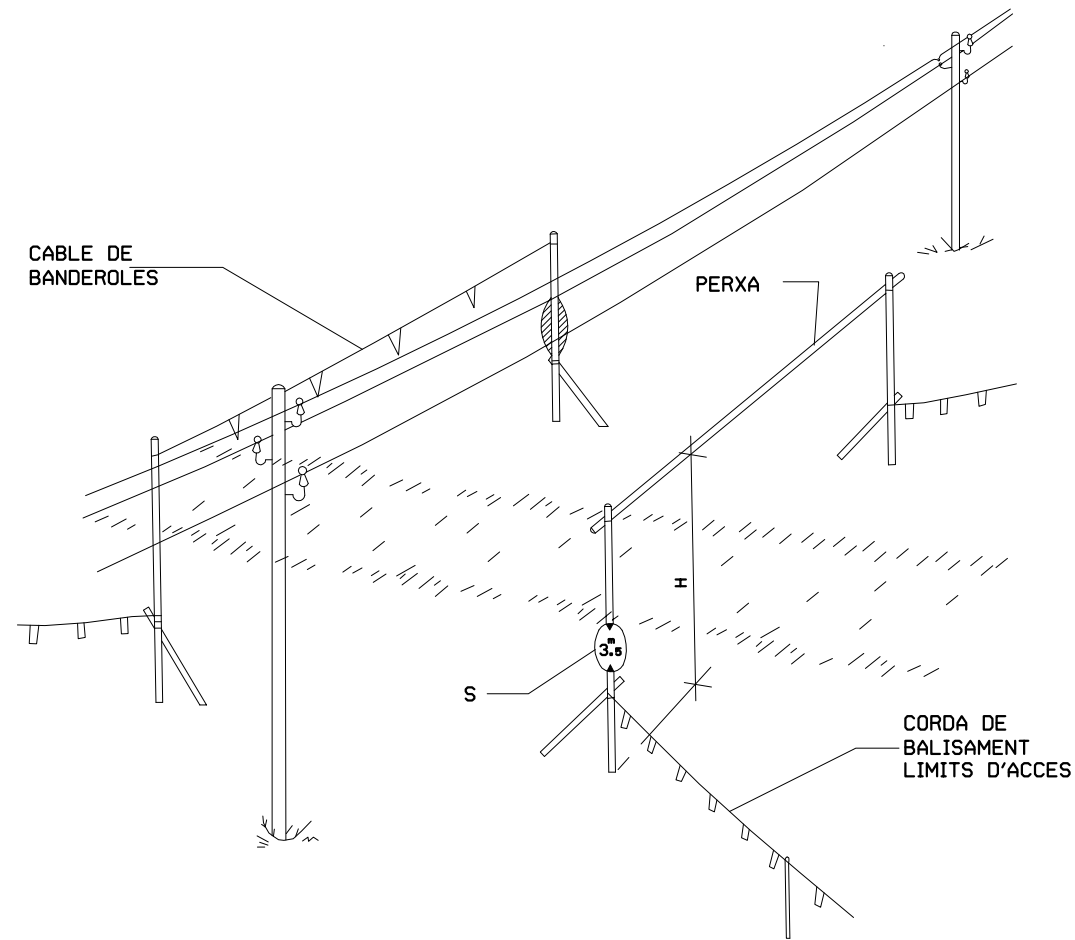 CABLE DE
BANDEROLES
PERXA
H
m
3.5
S
CORDA DE
BALISAMENT
LIMITS D'ACCES